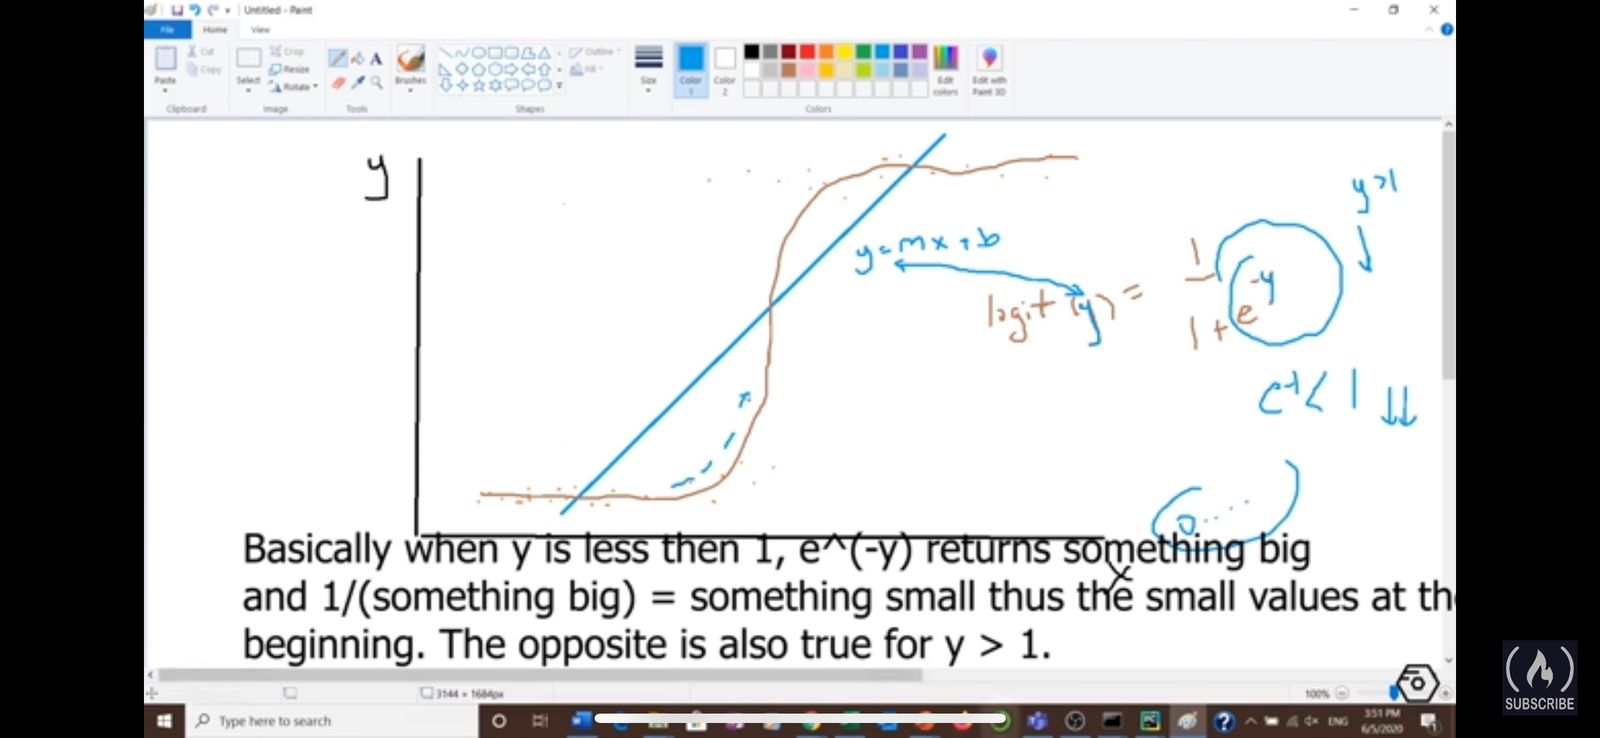 Untitled - Paint
File
Home
View
Paste
Cut
Copy
Clipboard
Select
Crop
Resize
Rotate
Image
A
Tools
Brushes
Outline
Fill
Shapes
Size
Color 1
Color 2
Edit colors
Edit with Paint 3D
Colors
y
y = mx + b
logit (y) = 1
1 + e^-y
y > 1
< 1
0....
x
Basically when y is less then 1, e^(-y) returns something big
and 1/(something big) = something small thus the small values at th
beginning. The opposite is also true for y > 1.
3144 × 1684px
100%
Type here to search
ENG
3:51 PM
6/5/2020
SUBSCRIBE